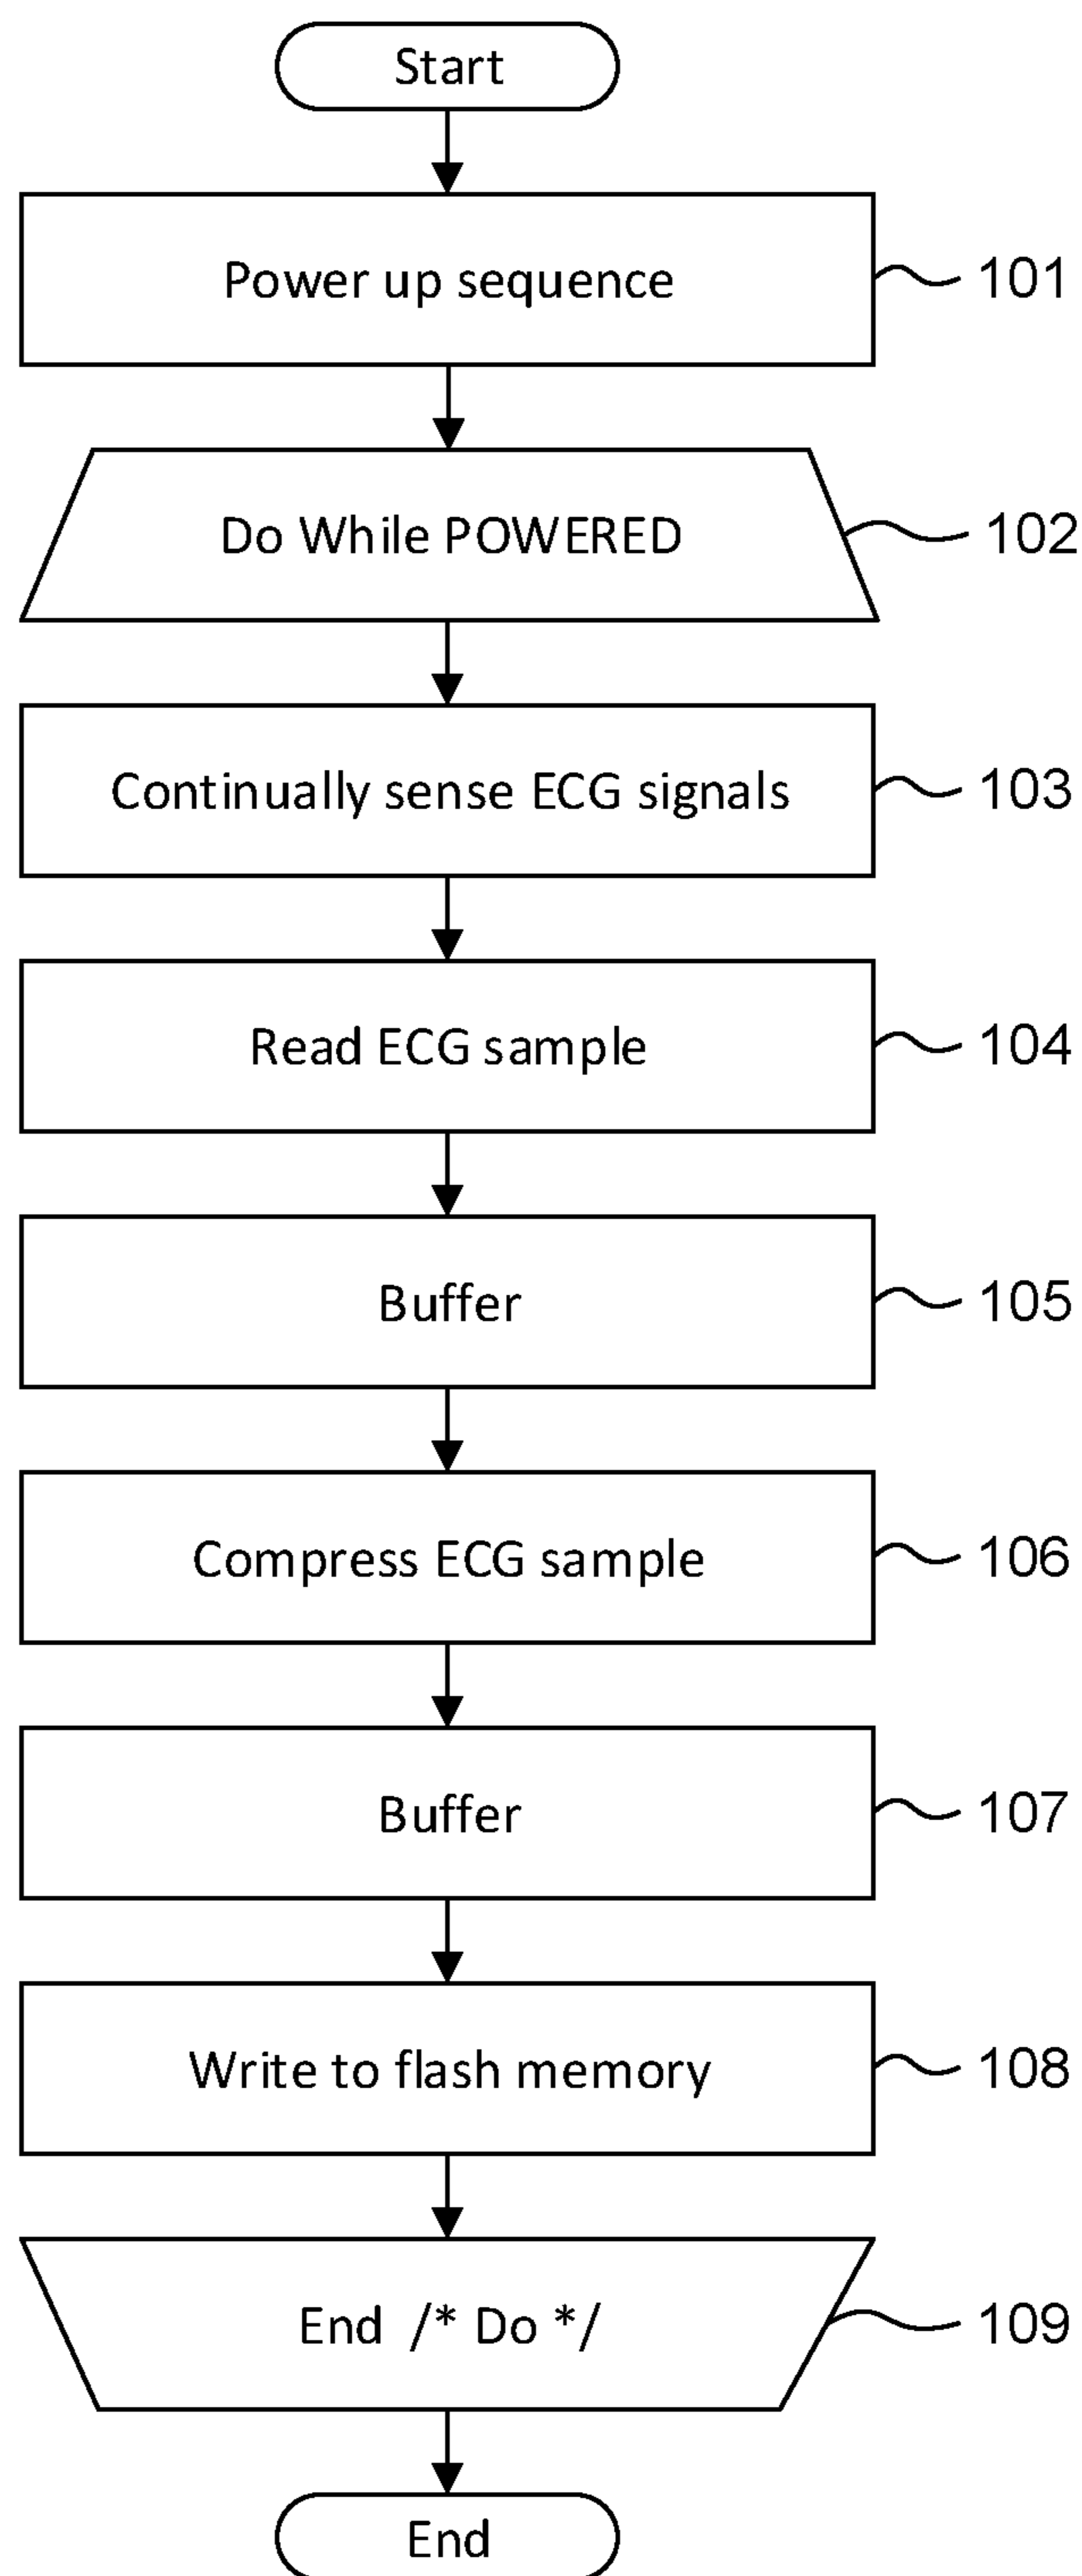 Start
Power up sequence
101
Do While POWERED
102
Continually sense ECG signals
103
Read ECG sample
104
Buffer
105
Compress ECG sample
106
Buffer
107
Write to flash memory
108
End /* Do */
109
End